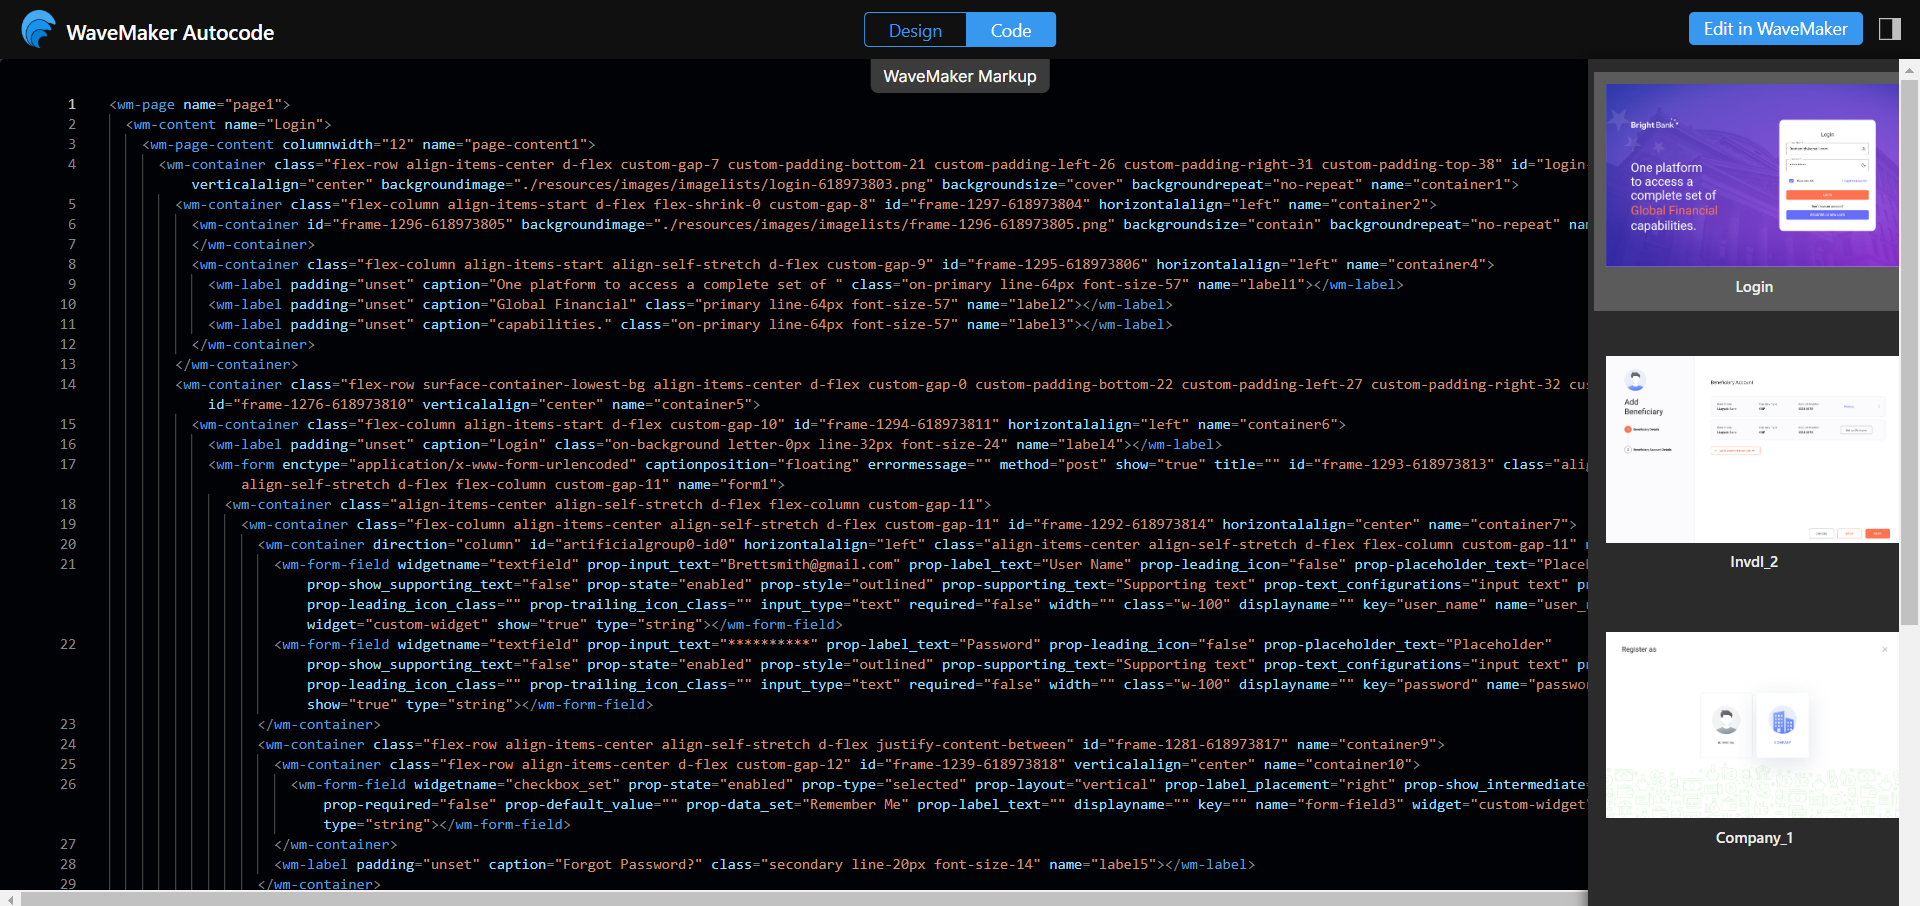 WaveMaker Autocode
Design
Code
Edit in WaveMaker
WaveMaker Markup
1 <wm-page name="page1">
2 <wm-content name="Login">
3 <wm-page-content columnwidth="12" name="page-content1">
4 <wm-container class="flex-row align-items-center d-flex custom-gap-7 custom-padding-bottom-21 custom-padding-left-26 custom-padding-right-31 custom-padding-top-38" id="login-
verticalalign="center" backgroundimage="./resources/images/imagelists/login-618973803.png" backgroundsize="cover" backgroundrepeat="no-repeat" name="container1">
5 <wm-container class="flex-column align-items-start d-flex flex-shrink-0 custom-gap-8" id="frame-1297-618973804" horizontalalign="left" name="container2">
6 <wm-container id="frame-1296-618973805" backgroundimage="./resources/images/imagelists/frame-1296-618973805.png" backgroundsize="contain" backgroundrepeat="no-repeat" na
7 </wm-container>
8 <wm-container class="flex-column align-items-start align-self-stretch d-flex custom-gap-9" id="frame-1295-618973806" horizontalalign="left" name="container4">
9 <wm-label padding="unset" caption="One platform to access a complete set of " class="on-primary line-64px font-size-57" name="label1"></wm-label>
10 <wm-label padding="unset" caption="Global Financial" class="primary line-64px font-size-57" name="label2"></wm-label>
11 <wm-label padding="unset" caption="capabilities." class="on-primary line-64px font-size-57" name="label3"></wm-label>
12 </wm-container>
13 </wm-container>
14 <wm-container class="flex-row surface-container-lowest-bg align-items-center d-flex custom-gap-0 custom-padding-bottom-22 custom-padding-left-27 custom-padding-right-32 cu
id="frame-1276-618973810" verticalalign="center" name="container5">
15 <wm-container class="flex-column align-items-start d-flex custom-gap-10" id="frame-1294-618973811" horizontalalign="left" name="container6">
16 <wm-label padding="unset" caption="Login" class="on-background letter-0px line-32px font-size-24" name="label4"></wm-label>
17 <wm-form enctype="application/x-www-form-urlencoded" captionposition="floating" errormessage="" method="post" show="true" title="" id="frame-1293-618973813" class="ali
align-self-stretch d-flex flex-column custom-gap-11" name="form1">
18 <wm-container class="align-items-center align-self-stretch d-flex flex-column custom-gap-11">
19 <wm-container class="flex-column align-items-center align-self-stretch d-flex custom-gap-11" id="frame-1292-618973814" horizontalalign="center" name="container7">
20 <wm-container direction="column" id="artificialgroup0-id0" horizontalalign="left" class="align-items-center align-self-stretch d-flex flex-column custom-gap-11"
21 <wm-form-field widgetname="textfield" prop-input_text="Brettsmith@gmail.com" prop-label_text="User Name" prop-leading_icon="false" prop-placeholder_text="Place
prop-show_supporting_text="false" prop-state="enabled" prop-style="outlined" prop-supporting_text="Supporting text" prop-text_configurations="input text" p
prop-leading_icon_class="" prop-trailing_icon_class="" input_type="text" required="false" width="" class="w-100" displayname="" key="user_name" name="user_
widget="custom-widget" show="true" type="string"></wm-form-field>
22 <wm-form-field widgetname="textfield" prop-input_text="**********" prop-label_text="Password" prop-leading_icon="false" prop-placeholder_text="Placeholder"
prop-show_supporting_text="false" prop-state="enabled" prop-style="outlined" prop-supporting_text="Supporting text" prop-text_configurations="input text" p
prop-leading_icon_class="" prop-trailing_icon_class="" input_type="text" required="false" width="" class="w-100" displayname="" key="password" name="passwo
show="true" type="string"></wm-form-field>
23 </wm-container>
24 <wm-container class="flex-row align-items-center align-self-stretch d-flex justify-content-between" id="frame-1281-618973817" name="container9">
25 <wm-container class="flex-row align-items-center d-flex custom-gap-12" id="frame-1239-618973818" verticalalign="center" name="container10">
26 <wm-form-field widgetname="checkbox_set" prop-state="enabled" prop-type="selected" prop-layout="vertical" prop-label_placement="right" prop-show_intermediate=
prop-required="false" prop-default_value="" prop-data_set="Remember Me" prop-label_text="" displayname="" key="" name="form-field3" widget="custom-widget"
type="string"></wm-form-field>
27 </wm-container>
28 <wm-label padding="unset" caption="Forgot Password?" class="secondary line-20px font-size-14" name="label5"></wm-label>
29 </wm-container>
Bright Bank
One platform
to access a
complete set of
Global Financial
capabilities.
Login
Login
Add
Beneficiary
Beneficiary Details
Beneficiary Account Details
Beneficiary Account
Invdl_2
Register as
Company_1